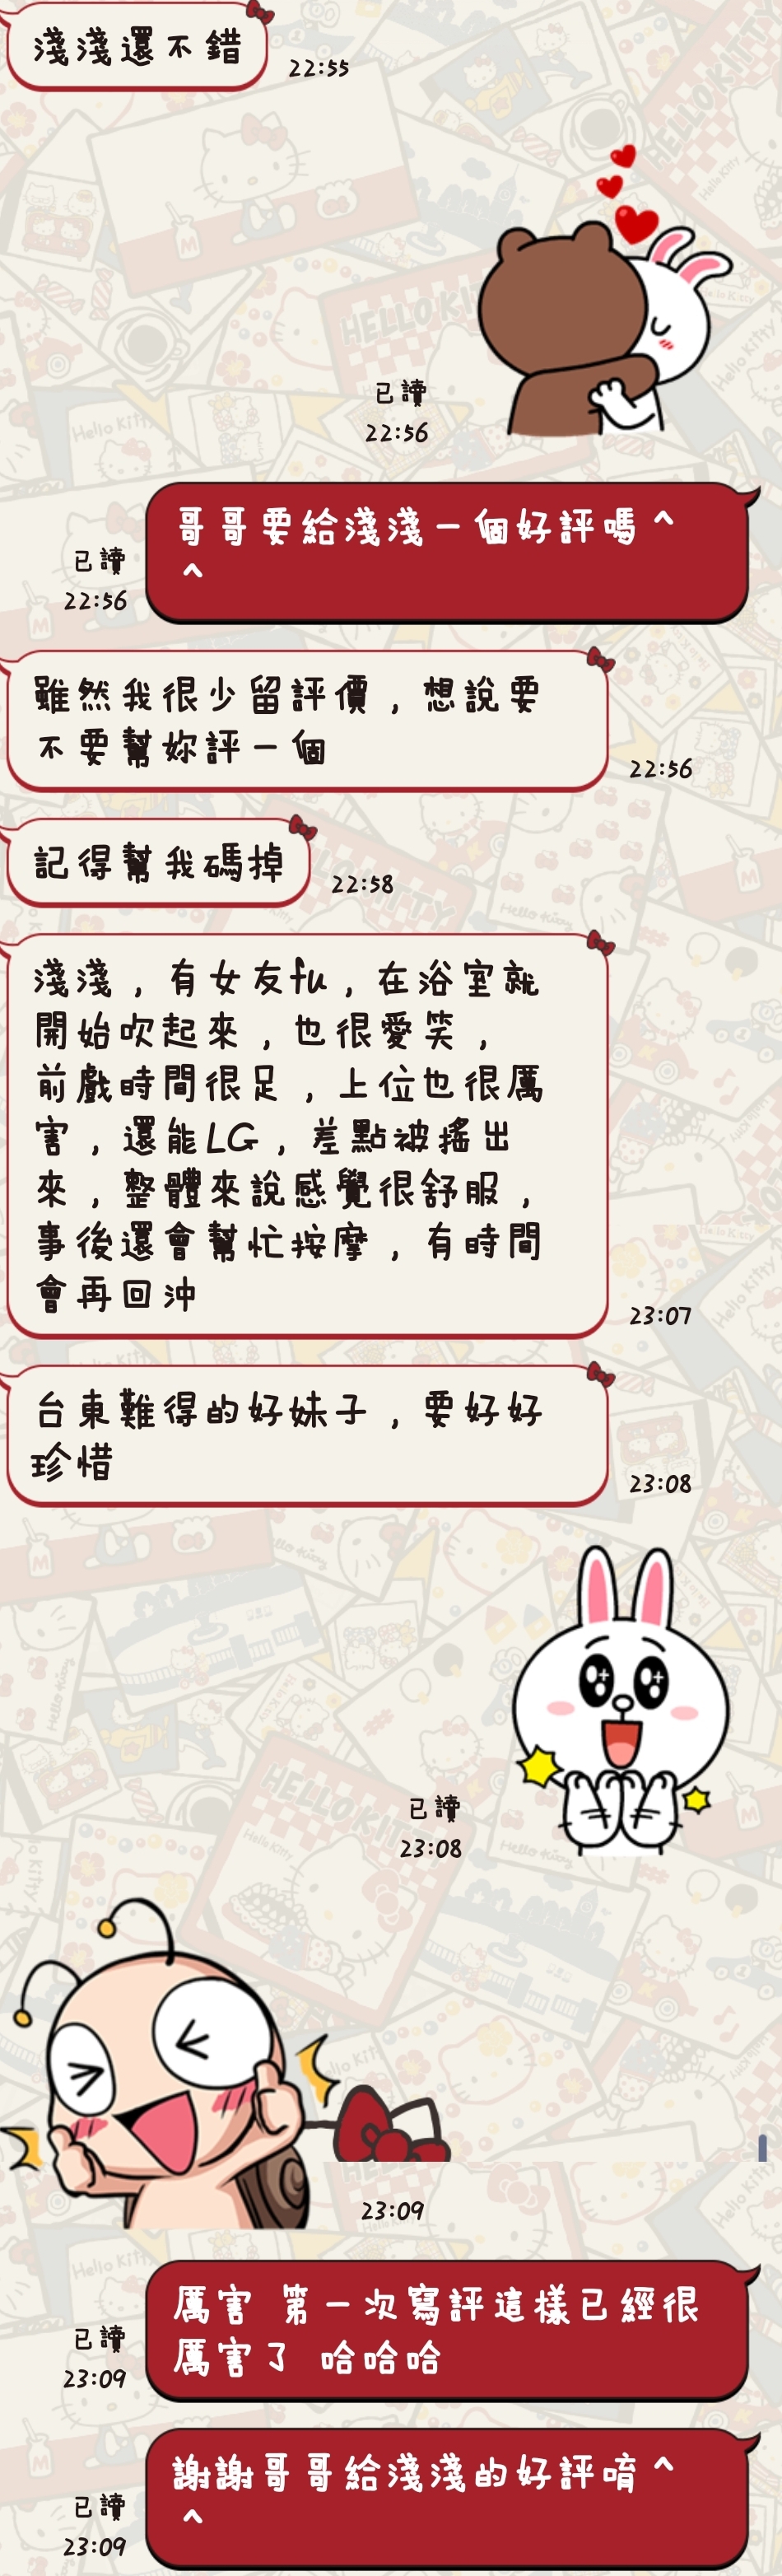 淺淺還不錯
22:55
已讀
22:56
哥哥要給淺淺一個好評嗎^
^
已讀
22:56
雖然我很少留評價，想說要
不要幫妳評一個
22:56
記得幫我碼掉
22:58
淺淺，有女友fu，在浴室就
開始吹起來，也很愛笑，
前戲時間很足，上位也很厲
害，還能LG，差點被搖出
來，整體來說感覺很舒服，
事後還會幫忙按摩，有時間
會再回沖
23:07
台東難得的好妹子，要好好
珍惜
23:08
已讀
23:08
23:09
厲害 第一次寫評這樣已經很
厲害了 哈哈哈
已讀
23:09
謝謝哥哥給淺淺的好評唷^
^
已讀
23:09